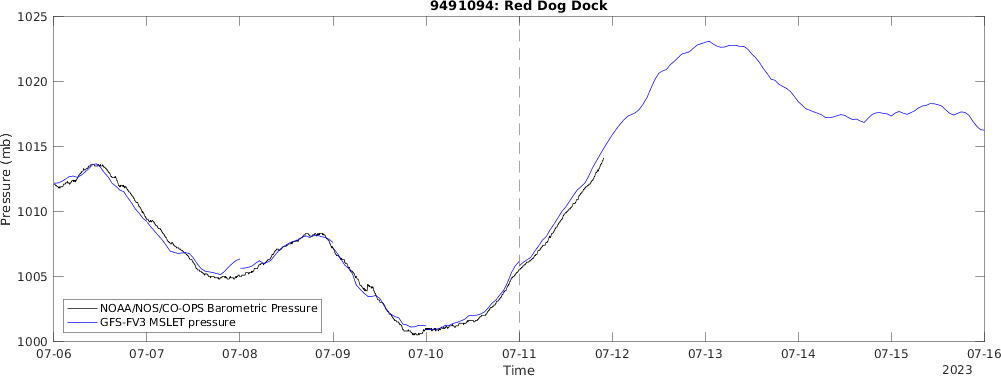 9491094: Red Dog Dock
1025
1020
1015
1010
1005
1000
Pressure (mb)
NOAA/NOS/CO-OPS Barometric Pressure
GFS-FV3 MSLET pressure
07-06 07-07 07-08 07-09 07-10 07-11 07-12 07-13 07-14 07-15 07-16
Time
2023